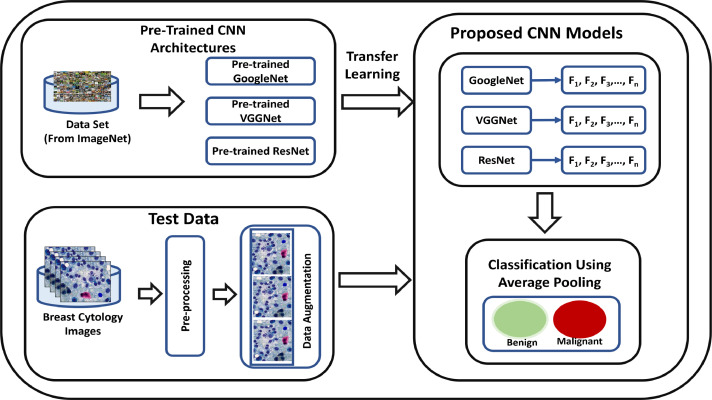 Pre-Trained CNN
Architectures
Data Set
(From ImageNet)
Pre-trained
GoogleNet
Pre-trained
VGGNet
Pre-trained ResNet
Transfer
Learning
Proposed CNN Models
GoogleNet
F1, F2, F3,..., Fn
VGGNet
F1, F2, F3,..., Fn
ResNet
F1, F2, F3,..., Fn
Test Data
Breast Cytology
Images
Pre-processing
Data Augmentation
Classification Using
Average Pooling
Benign
Malignant